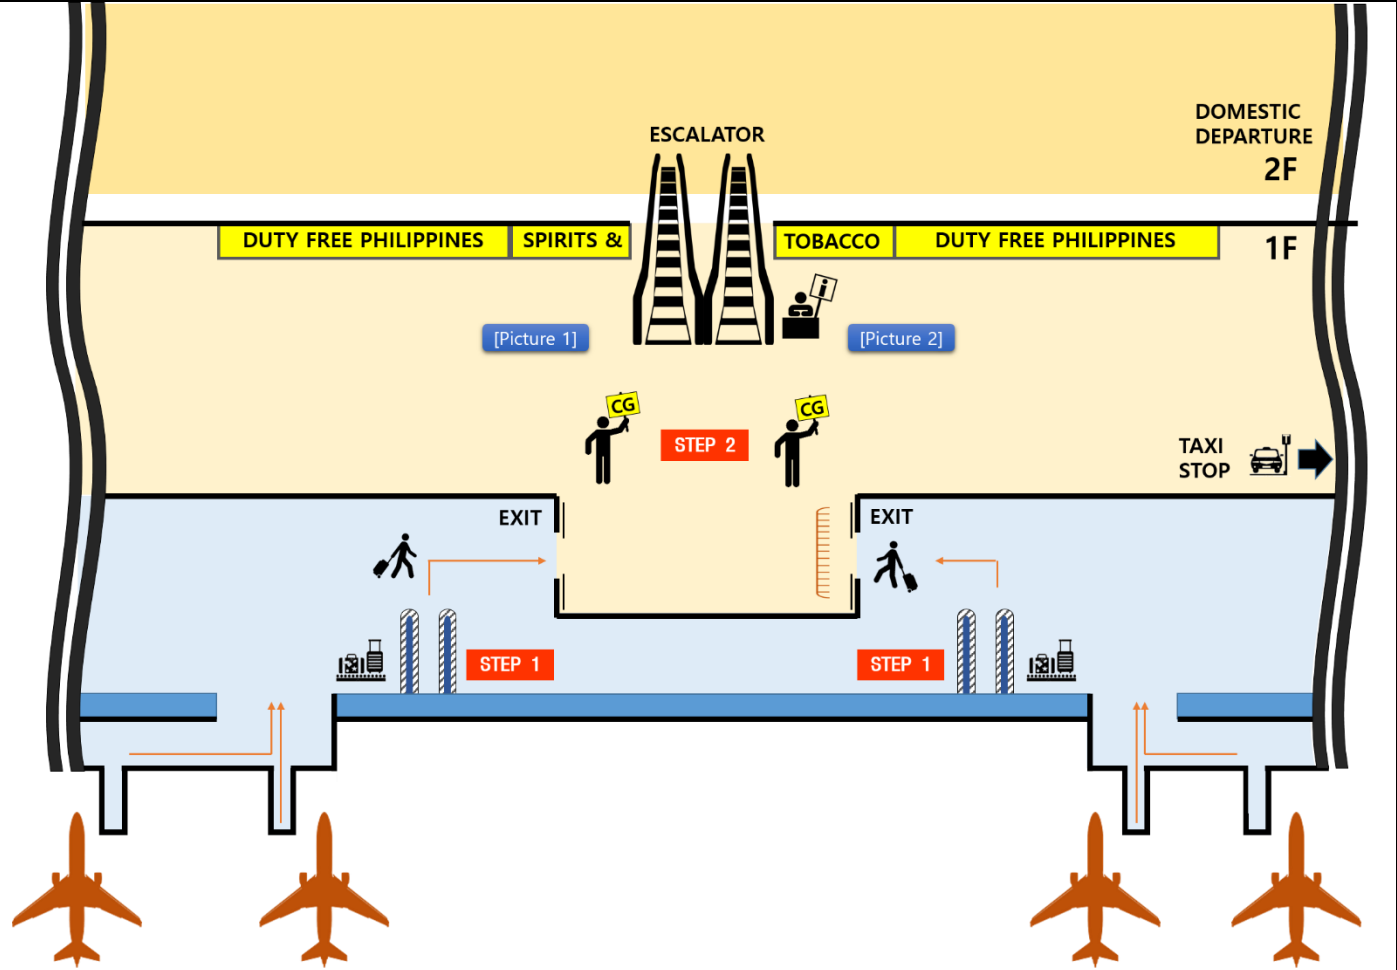 ESCALATOR
DOMESTIC
DEPARTURE
2F
DUTY FREE PHILIPPINES
SPIRITS &
TOBACCO
DUTY FREE PHILIPPINES
1F
[Picture 1]
[Picture 2]
CG
CG
STEP 2
TAXI
STOP
EXIT
EXIT
STEP 1
STEP 1